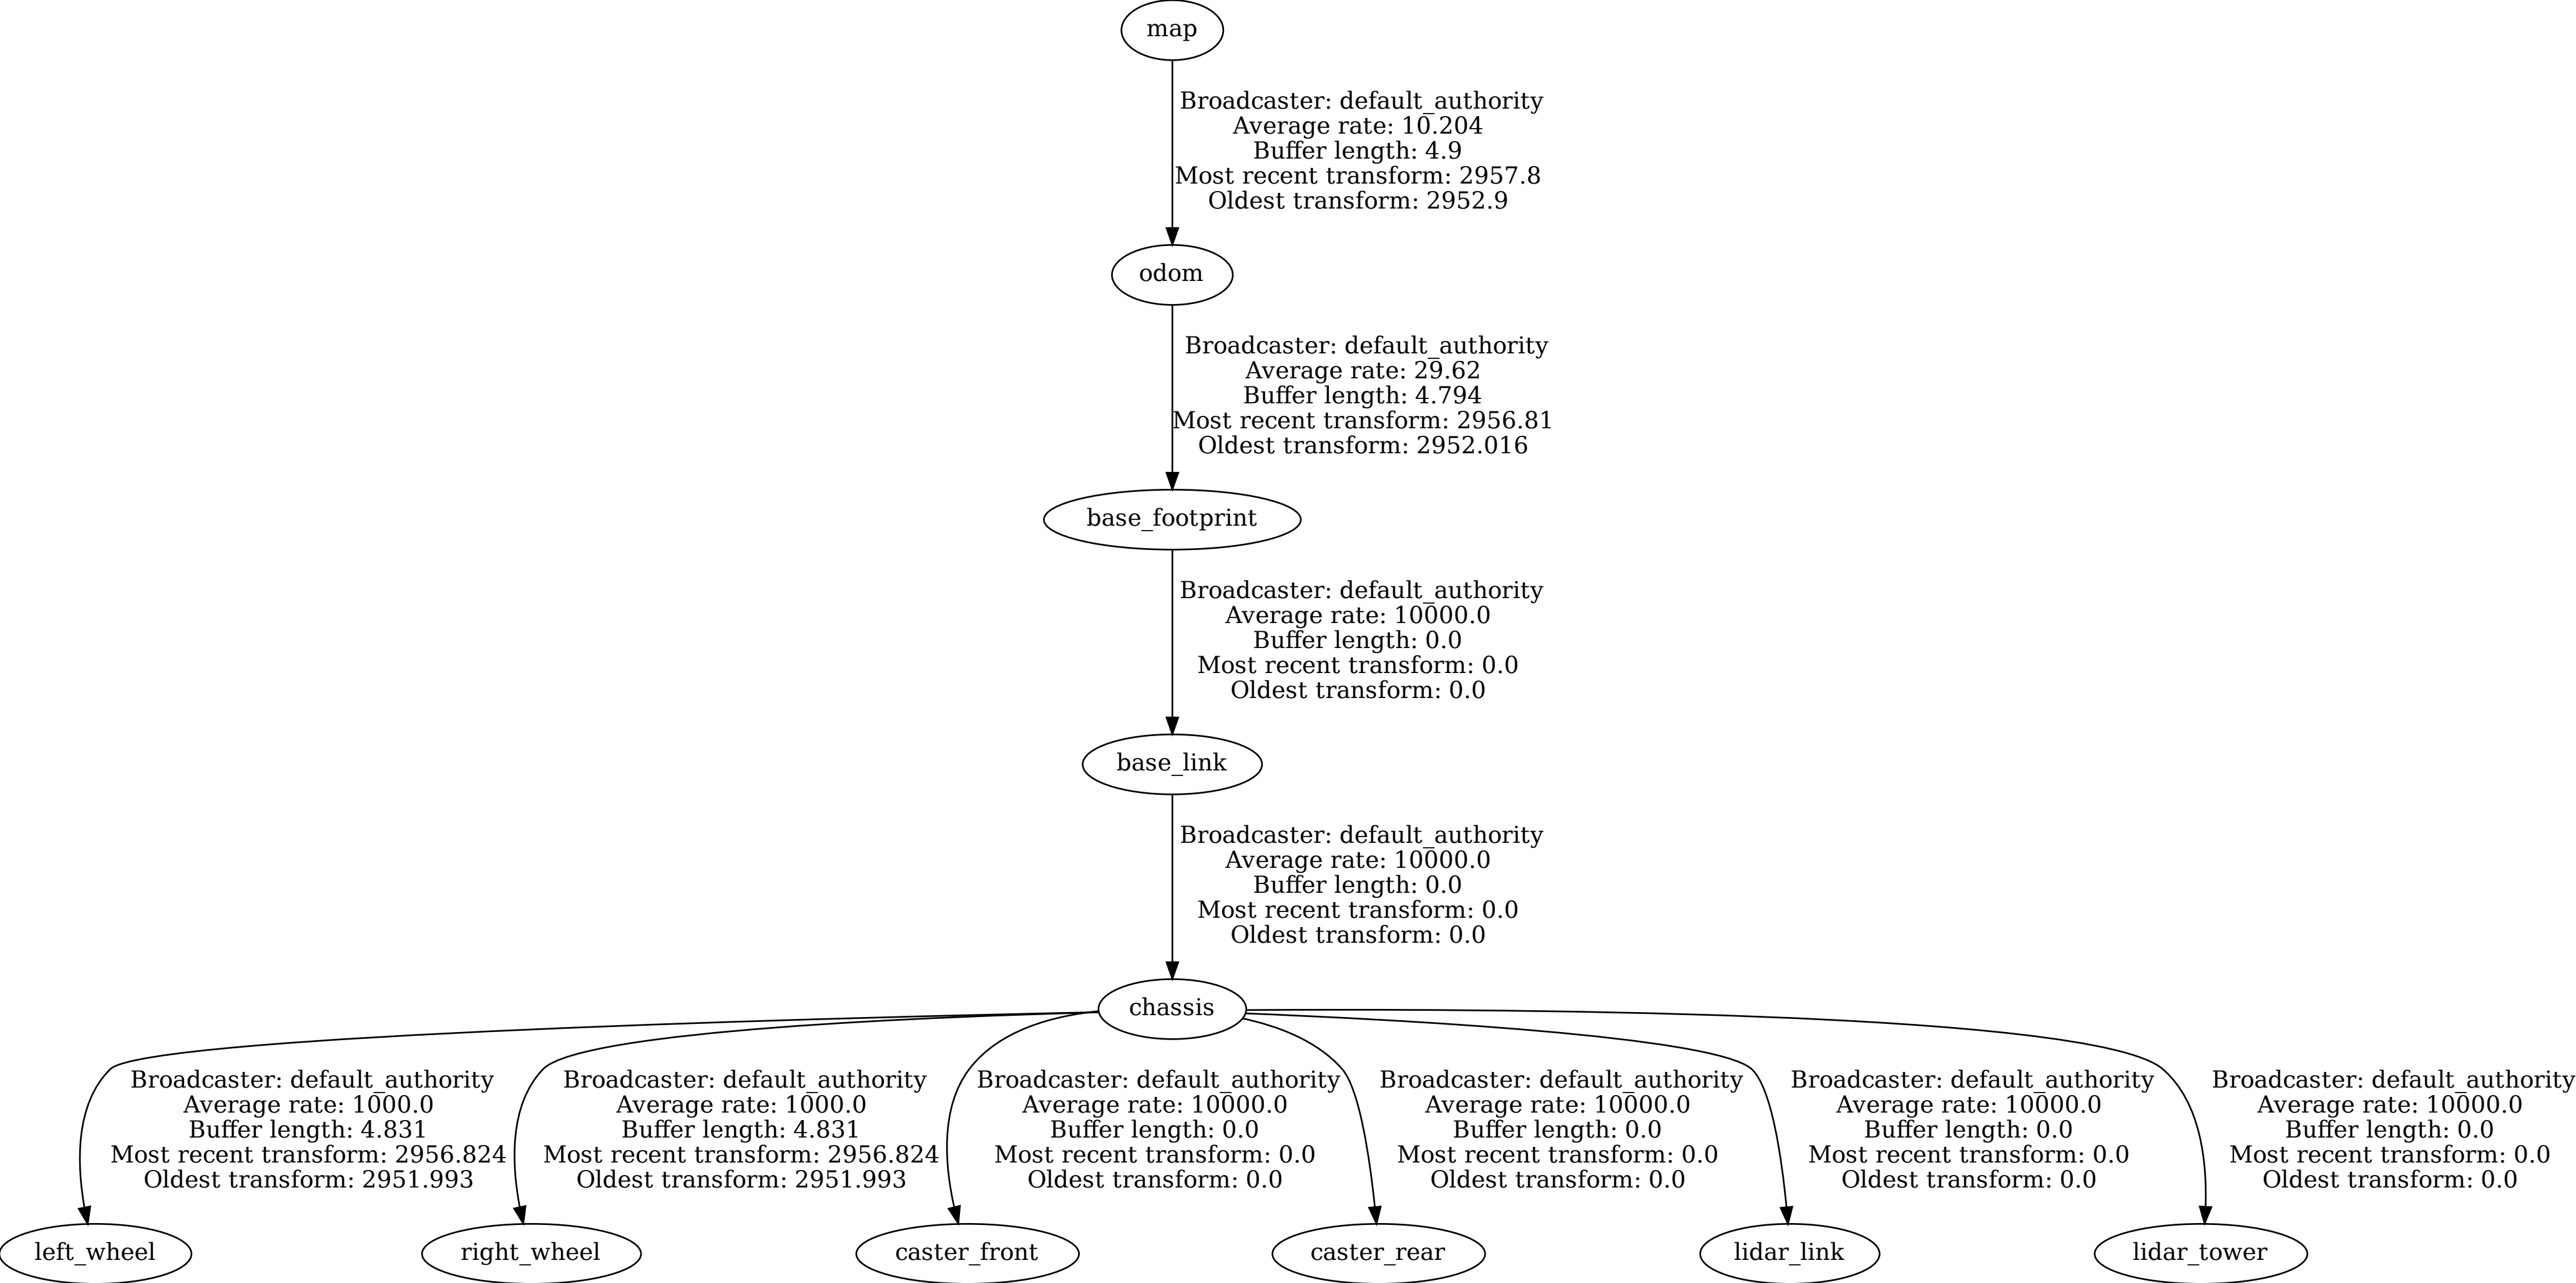 map
Broadcaster: default_authority
Average rate: 10.204
Buffer length: 4.9
Most recent transform: 2957.8
Oldest transform: 2952.9
odom
Broadcaster: default_authority
Average rate: 29.62
Buffer length: 4.794
Most recent transform: 2956.81
Oldest transform: 2952.016
base_footprint
Broadcaster: default_authority
Average rate: 10000.0
Buffer length: 0.0
Most recent transform: 0.0
Oldest transform: 0.0
base_link
Broadcaster: default_authority
Average rate: 10000.0
Buffer length: 0.0
Most recent transform: 0.0
Oldest transform: 0.0
chassis
Broadcaster: default_authority
Average rate: 1000.0
Buffer length: 4.831
Most recent transform: 2956.824
Oldest transform: 2951.993
Broadcaster: default_authority
Average rate: 1000.0
Buffer length: 4.831
Most recent transform: 2956.824
Oldest transform: 2951.993
Broadcaster: default_authority
Average rate: 10000.0
Buffer length: 0.0
Most recent transform: 0.0
Oldest transform: 0.0
Broadcaster: default_authority
Average rate: 10000.0
Buffer length: 0.0
Most recent transform: 0.0
Oldest transform: 0.0
Broadcaster: default_authority
Average rate: 10000.0
Buffer length: 0.0
Most recent transform: 0.0
Oldest transform: 0.0
Broadcaster: default_authority
Average rate: 10000.0
Buffer length: 0.0
Most recent transform: 0.0
Oldest transform: 0.0
left_wheel
right_wheel
caster_front
caster_rear
lidar_link
lidar_tower